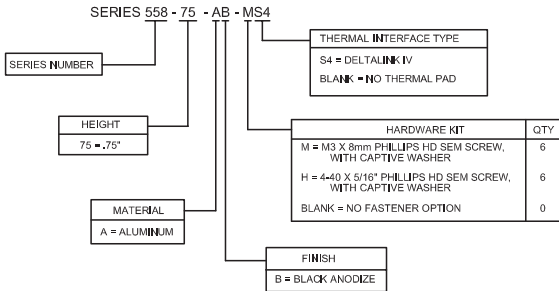 SERIES 558 - 75 - AB - MS4
THERMAL INTERFACE TYPE
S4 = DELTALINK IV
BLANK = NO THERMAL PAD
SERIES NUMBER
HEIGHT
75 = .75"
HARDWARE KIT QTY
M = M3 X 8mm PHILLIPS HD SEM SCREW, 6
WITH CAPTIVE WASHER
H = 4-40 X 5/16" PHILLIPS HD SEM SCREW, 6
WITH CAPTIVE WASHER
BLANK = NO FASTENER OPTION 0
MATERIAL
A = ALUMINUM
FINISH
B = BLACK ANODIZE